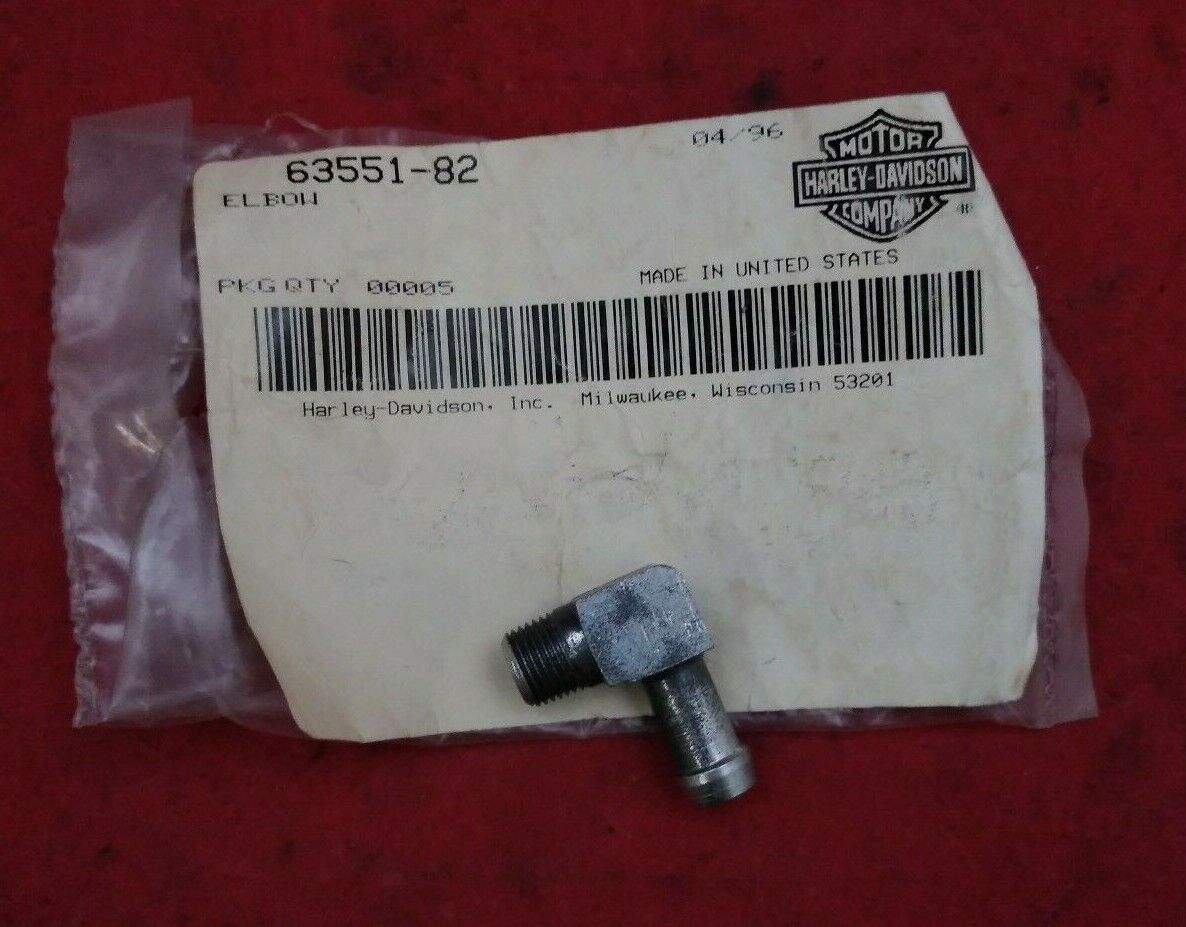 63551-82
04/96
ELBOW
MOTOR
HARLEY-DAVIDSON
COMPANY
PKG QTY 00005
MADE IN UNITED STATES
Harley-Davidson, Inc. Milwaukee, Wisconsin 53201